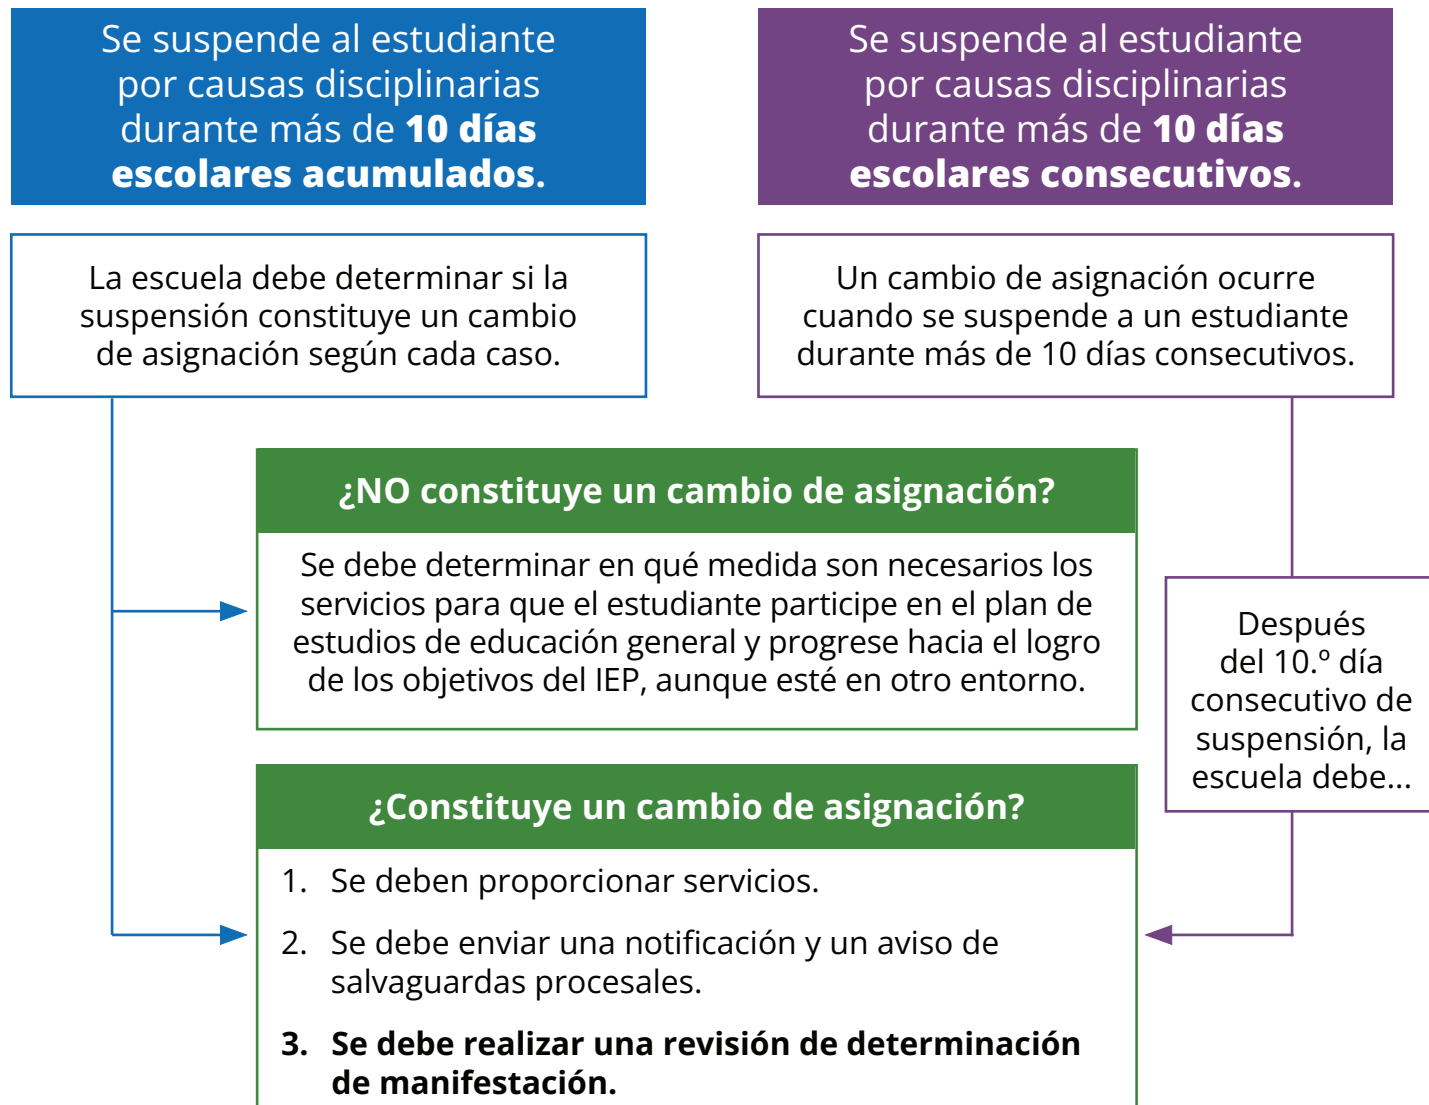 Se suspende al estudiante
por causas disciplinarias
durante más de 10 días
escolares acumulados.
Se suspende al estudiante
por causas disciplinarias
durante más de 10 días
escolares consecutivos.
La escuela debe determinar si la
suspensión constituye un cambio
de asignación según cada caso.
Un cambio de asignación ocurre
cuando se suspende a un estudiante
durante más de 10 días consecutivos.
¿NO constituye un cambio de asignación?
Se debe determinar en qué medida son necesarios los
servicios para que el estudiante participe en el plan de
estudios de educación general y progrese hacia el logro
de los objetivos del IEP, aunque esté en otro entorno.
Después
del 10.º día
consecutivo de
suspensión, la
escuela debe...
¿Constituye un cambio de asignación?
1. Se deben proporcionar servicios.
2. Se debe enviar una notificación y un aviso de
salvaguardas procesales.
3. Se debe realizar una revisión de determinación
de manifestación.